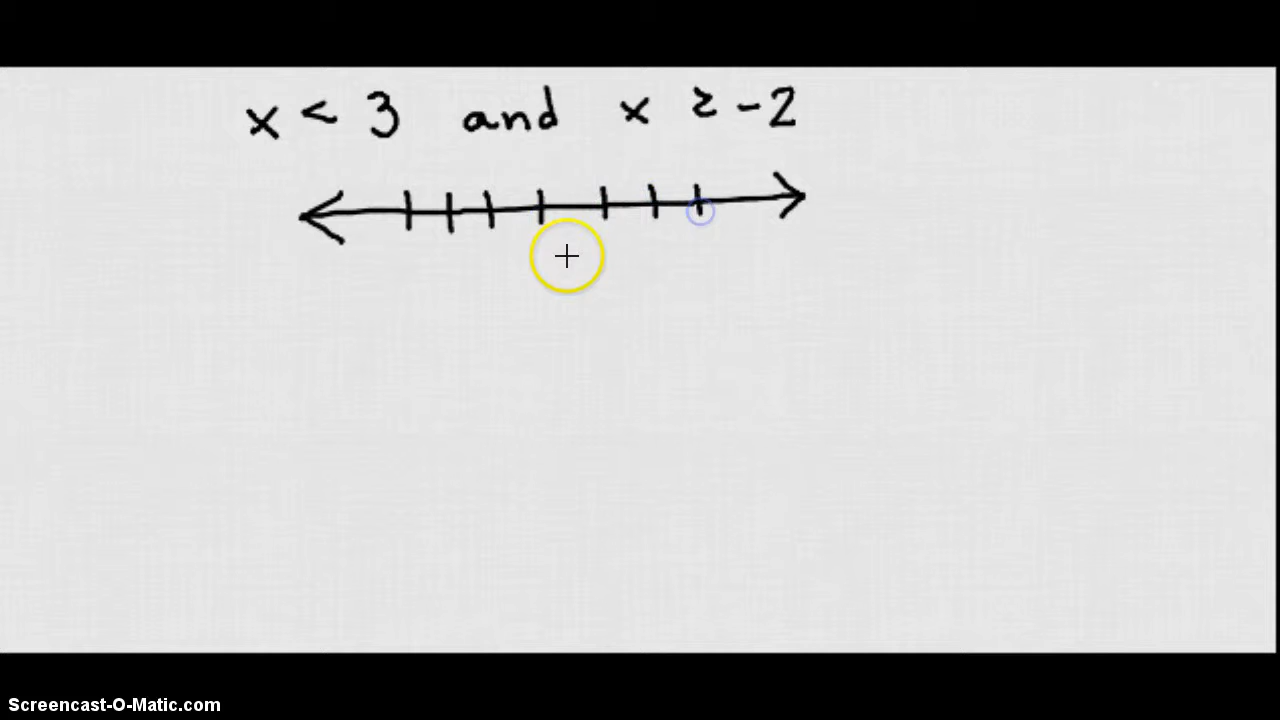 x < 3 and x ≥ -2
Screencast-O-Matic.com